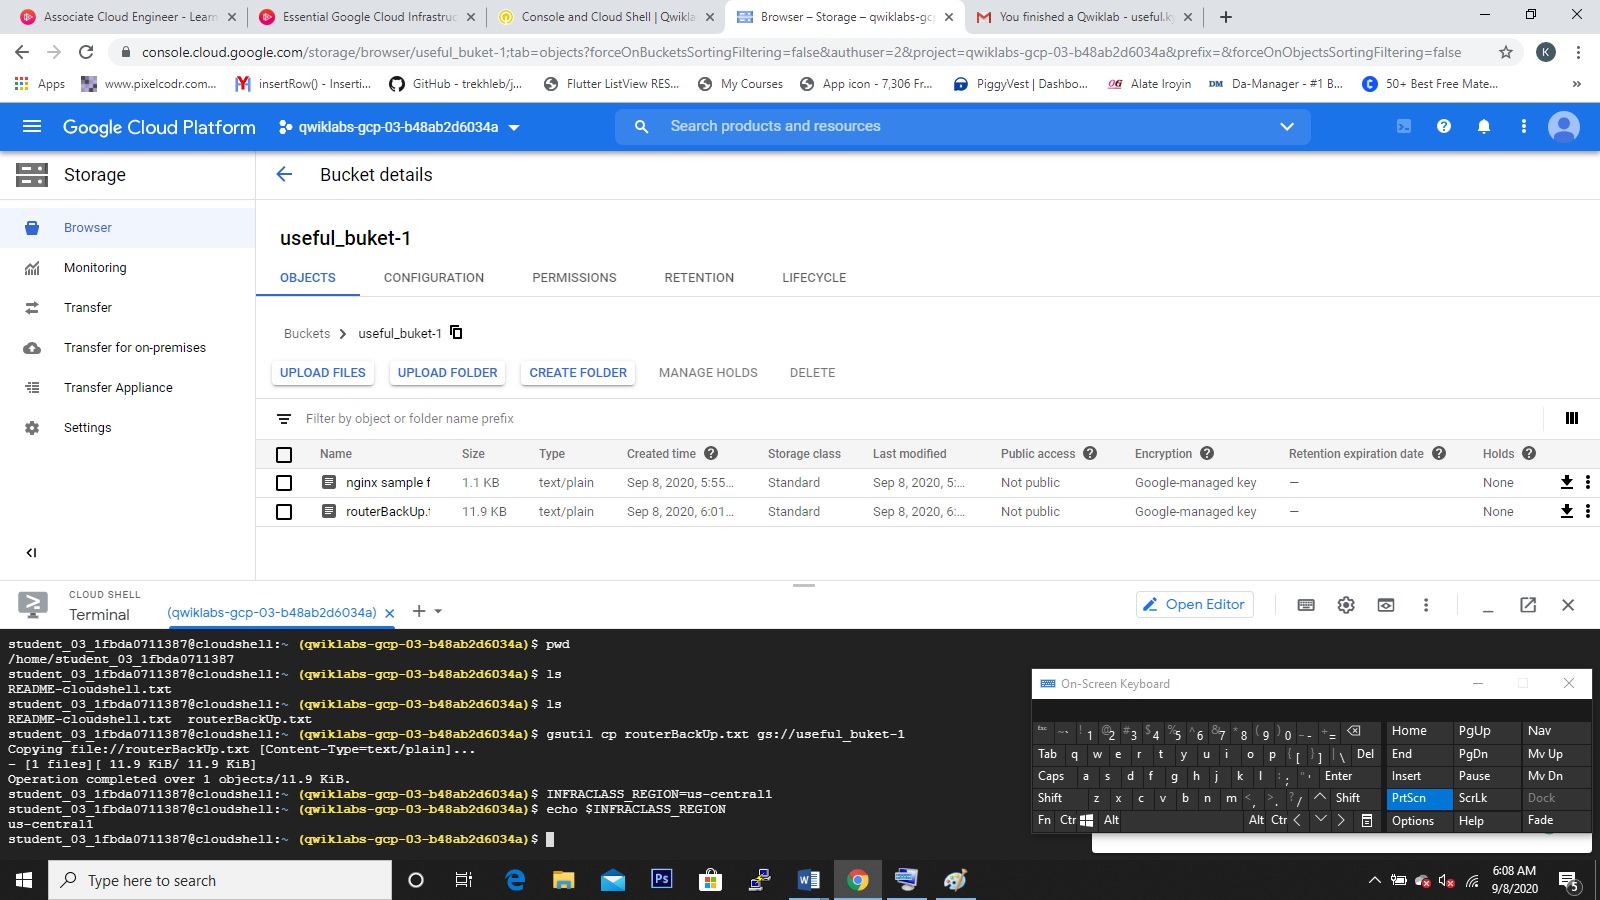 Associate Cloud Engineer - Learn
Essential Google Cloud Infrastruc
Console and Cloud Shell | Qwikla
Browser – Storage – qwiklabs-gc
You finished a Qwiklab - useful.k
console.cloud.google.com/storage/browser/useful_buket-1;tab=objects?forceOnBucketsSortingFiltering=false&authuser=2&project=qwiklabs-gcp-03-b48ab2d6034a&prefix=&forceOnObjectsSortingFiltering=false
K
Apps
www.pixelcodr.com...
insertRow() - Inserti...
GitHub - trekhleb/j...
Flutter ListView RES...
My Courses
App icon - 7,306 Fr...
PiggyVest | Dashbo...
Alate Iroyin
DM Da-Manager - #1 B...
50+ Best Free Mate...
Google Cloud Platform
qwiklabs-gcp-03-b48ab2d6034a
Search products and resources
Storage
Bucket details
Browser
Monitoring
Transfer
Transfer for on-premises
Transfer Appliance
Settings
useful_buket-1
OBJECTS CONFIGURATION PERMISSIONS RETENTION LIFECYCLE
Buckets > useful_buket-1
UPLOAD FILES UPLOAD FOLDER CREATE FOLDER MANAGE HOLDS DELETE
Filter by object or folder name prefix
Name Size Type Created time Storage class Last modified Public access Encryption Retention expiration date Holds
nginx sample f 1.1 KB text/plain Sep 8, 2020, 5:55... Standard Sep 8, 2020, 5:... Not public Google-managed key — None
routerBackUp.t 11.9 KB text/plain Sep 8, 2020, 6:01... Standard Sep 8, 2020, 6:... Not public Google-managed key — None
CLOUD SHELL
Terminal
(qwiklabs-gcp-03-b48ab2d6034a)
Open Editor
student_03_1fbda0711387@cloudshell:~ (qwiklabs-gcp-03-b48ab2d6034a)$ pwd
/home/student_03_1fbda0711387
student_03_1fbda0711387@cloudshell:~ (qwiklabs-gcp-03-b48ab2d6034a)$ ls
README-cloudshell.txt
student_03_1fbda0711387@cloudshell:~ (qwiklabs-gcp-03-b48ab2d6034a)$ ls
README-cloudshell.txt routerBackUp.txt
student_03_1fbda0711387@cloudshell:~ (qwiklabs-gcp-03-b48ab2d6034a)$ gsutil cp routerBackUp.txt gs://useful_buket-1
Copying file://routerBackUp.txt [Content-Type=text/plain]...
- [1 files][ 11.9 KiB/ 11.9 KiB]
Operation completed over 1 objects/11.9 KiB.
student_03_1fbda0711387@cloudshell:~ (qwiklabs-gcp-03-b48ab2d6034a)$ INFRACLASS_REGION=us-central1
student_03_1fbda0711387@cloudshell:~ (qwiklabs-gcp-03-b48ab2d6034a)$ echo $INFRACLASS_REGION
us-central1
student_03_1fbda0711387@cloudshell:~ (qwiklabs-gcp-03-b48ab2d6034a)$
On-Screen Keyboard
Esc ~` !1 @2 #3 $4 %5 ^6 &7 *8 (9 )0 _- += Home PgUp Nav
Tab q w e r t y u i o p {[ }] |\ Del End PgDn Mv Up
Caps a s d f g h j k l :; "' Enter Insert Pause Mv Dn
Shift z x c v b n m <, >. ?/ Shift PrtScn ScrLk Dock
Fn Ctr Alt Alt Ctr Options Help Fade
Type here to search
Ps
6:08 AM
9/8/2020
5